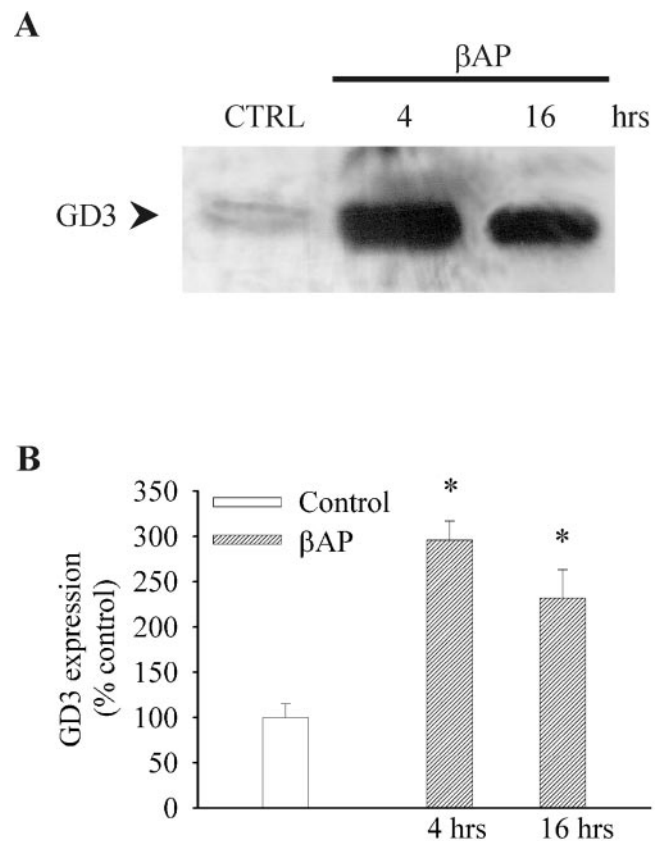 A
βAP
CTRL 4 16 hrs
GD3
B
350
300
250
200
150
100
50
0
GD3 expression
(% control)
Control
βAP
*
*
4 hrs 16 hrs